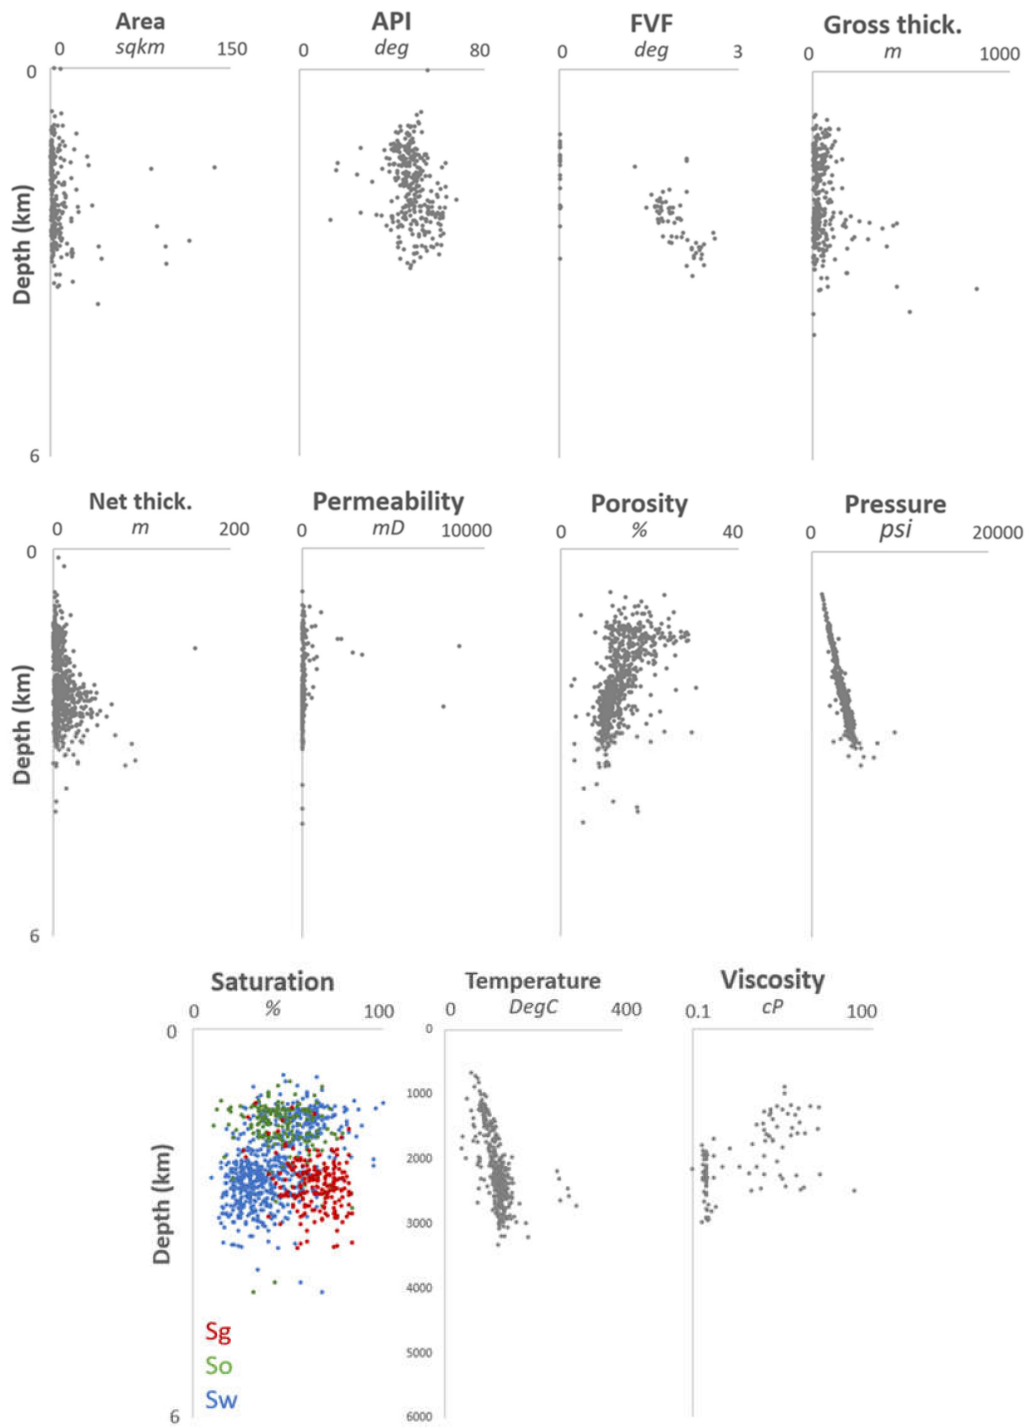 Area API FVF Gross thick.
sqkm deg deg m
0 150 0 80 0 3 0 1000
0
Depth (km)
6
Net thick. Permeability Porosity Pressure
m mD % psi
0 200 0 10000 0 40 0 20000
0
Depth (km)
6
Saturation Temperature Viscosity
% DegC cP
0 100 0 400 0.1 100
0 0
1000
2000
Depth (km)
3000
4000
Sg
So
5000
Sw
6 6000